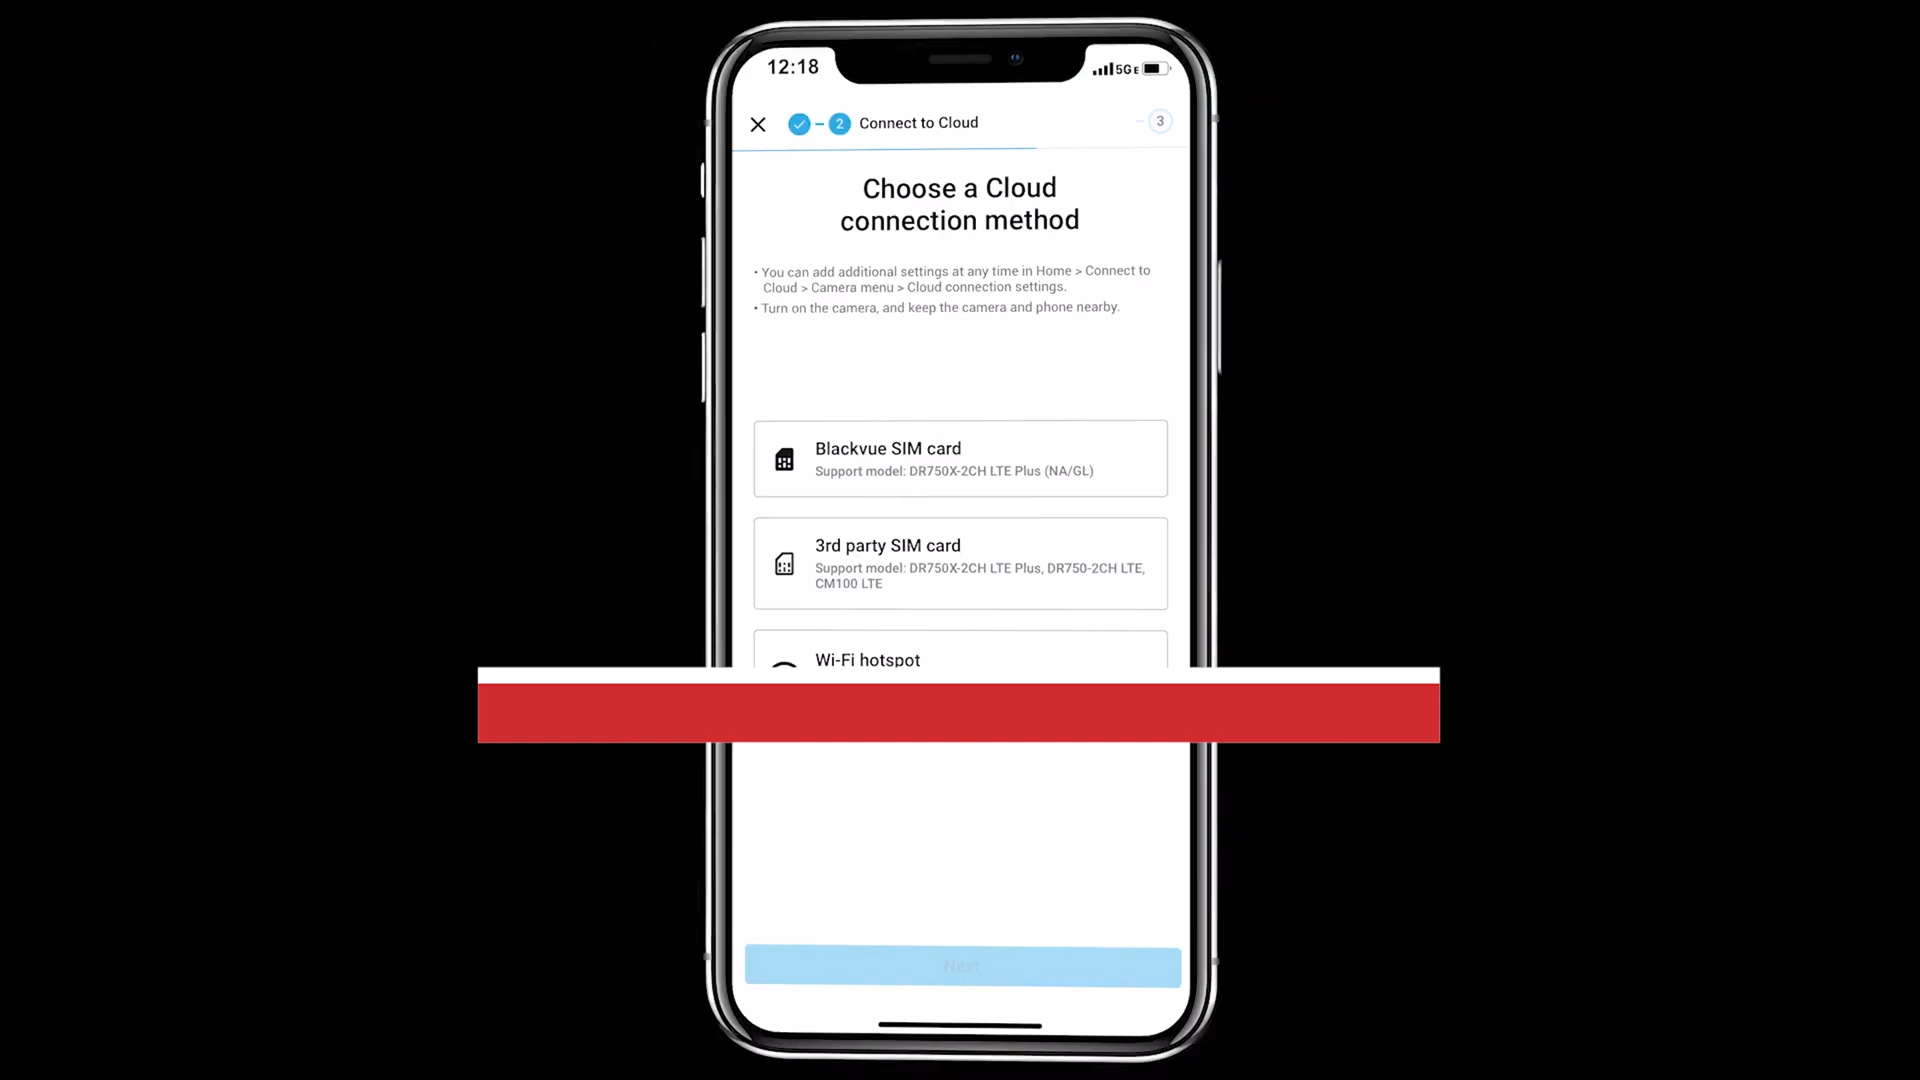 12:18
5GE
2 Connect to Cloud
3
Choose a Cloud
connection method
• You can add additional settings at any time in Home > Connect to
Cloud > Camera menu > Cloud connection settings.
• Turn on the camera, and keep the camera and phone nearby.
Blackvue SIM card
Support model: DR750X-2CH LTE Plus (NA/GL)
3rd party SIM card
Support model: DR750X-2CH LTE Plus, DR750-2CH LTE,
CM100 LTE
Wi-Fi hotspot
Next